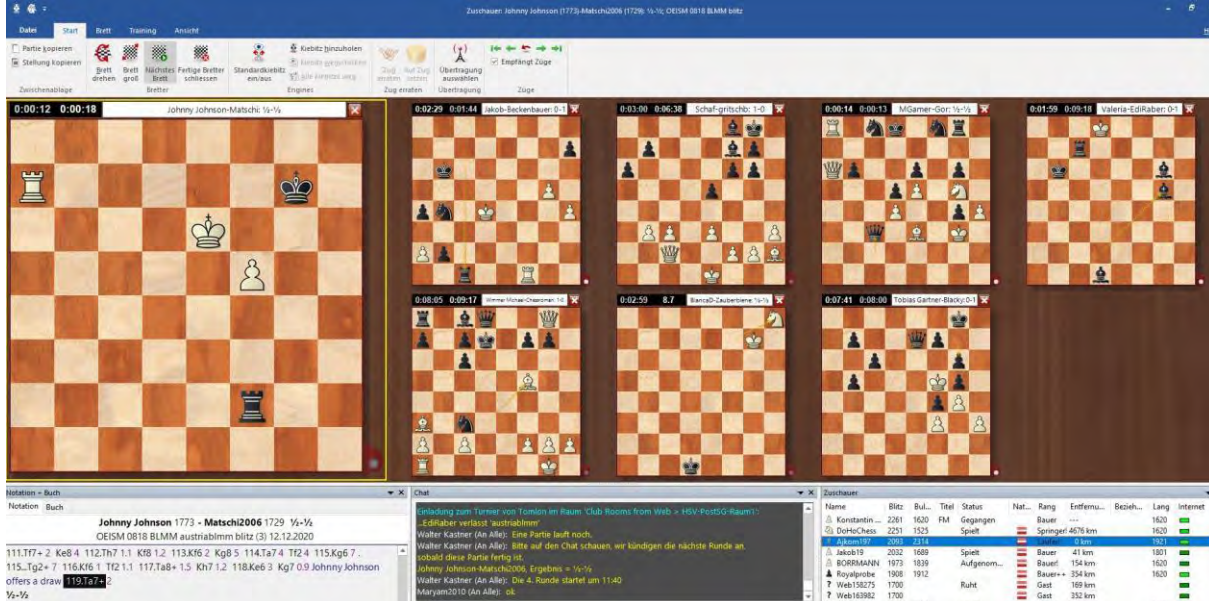 Zuschauer: Johnny Johnson (1773)-Matschi2006 (1729) ½-½; OEISM 0818 BLMM blitz
Datei Start Brett Training Ansicht
Partie kopieren
Stellung kopieren
Zwischenablage
Brett drehen
Brett groß
Nächstes Brett
Fertige Bretter schließen
Bretter
Standardkiebitz ein/aus
Kiebitz hinzuholen
Engines
Zug erraten
Übertragung auswählen
Übertragung
Empfängt Züge
Züge
0:00:12 0:00:18 Johnny Johnson-Matschi: ½-½
0:02:29 0:01:44 Jakob-Beckenbauer: 0-1
0:03:00 0:06:38 Schaf-gritschb: 1-0
0:00:14 0:00:13 MGamer-Gor: ½-½
0:01:59 0:09:18 Valeria-EdiRaber: 0-1
0:08:05 0:09:17
0:02:59 8.7 BiancaD-Zauberbiene: ½-½
0:07:41 0:08:00 Tobias Gartner-Blacky: 0-1
Notation + Buch
Notation Buch
Johnny Johnson 1773 - Matschi2006 1729 ½-½
OEISM 0818 BLMM austriablmm blitz (3) 12.12.2020
111.Tf7+ 2 Ke8 4 112.Th7 1.1 Kf8 1.2 113.Kf6 2 Kg8 5 114.Ta7 4 Tf2 4 115.Kg6 7 .
115...Tg2+ 7 116.Kf6 1 Tf2 1.1 117.Ta8+ 1.5 Kh7 1.2 118.Ke6 3 Kg7 0.9 Johnny Johnson
offers a draw 119.Ta7+ 2
½-½
Chat
Einladung zum Turnier von Tomlon im Raum 'Club Rooms from Web > HSV-PostSG-Raum1':
...EdiRaber verlässt 'austriablmm'
Walter Kastner (An Alle): Eine Partie läuft noch.
Walter Kastner (An Alle): Bitte auf den Chat schauen, wir kündigen die nächste Runde an,
sobald diese Partie fertig ist.
Johnny Johnson-Matschi2006, Ergebnis = ½-½
Walter Kastner (An Alle): Die 4. Runde startet um 11:40
Maryam2010 (An Alle): ok
Zuschauer
Name Blitz Bul... Titel Status Nat... Rang Entfernu... Bezieh... Lang Internet
Konstantin ... 2261 1620 FM Gegangen Bauer --- 1620
DoHoChess 2251 1525 Spielt Springer 4676 km 1620
Ajkom197 2093 2314 0 km 1921
Jakob19 2032 1689 Spielt Bauer 41 km 1801
BORRMANN 1973 1839 Aufgenom... Bauer! 154 km 1620
Royalprobe 1908 1912 Bauer++ 354 km 1620
? Web158275 1700 Ruht Gast 169 km
? Web163982 1700 Gast 352 km